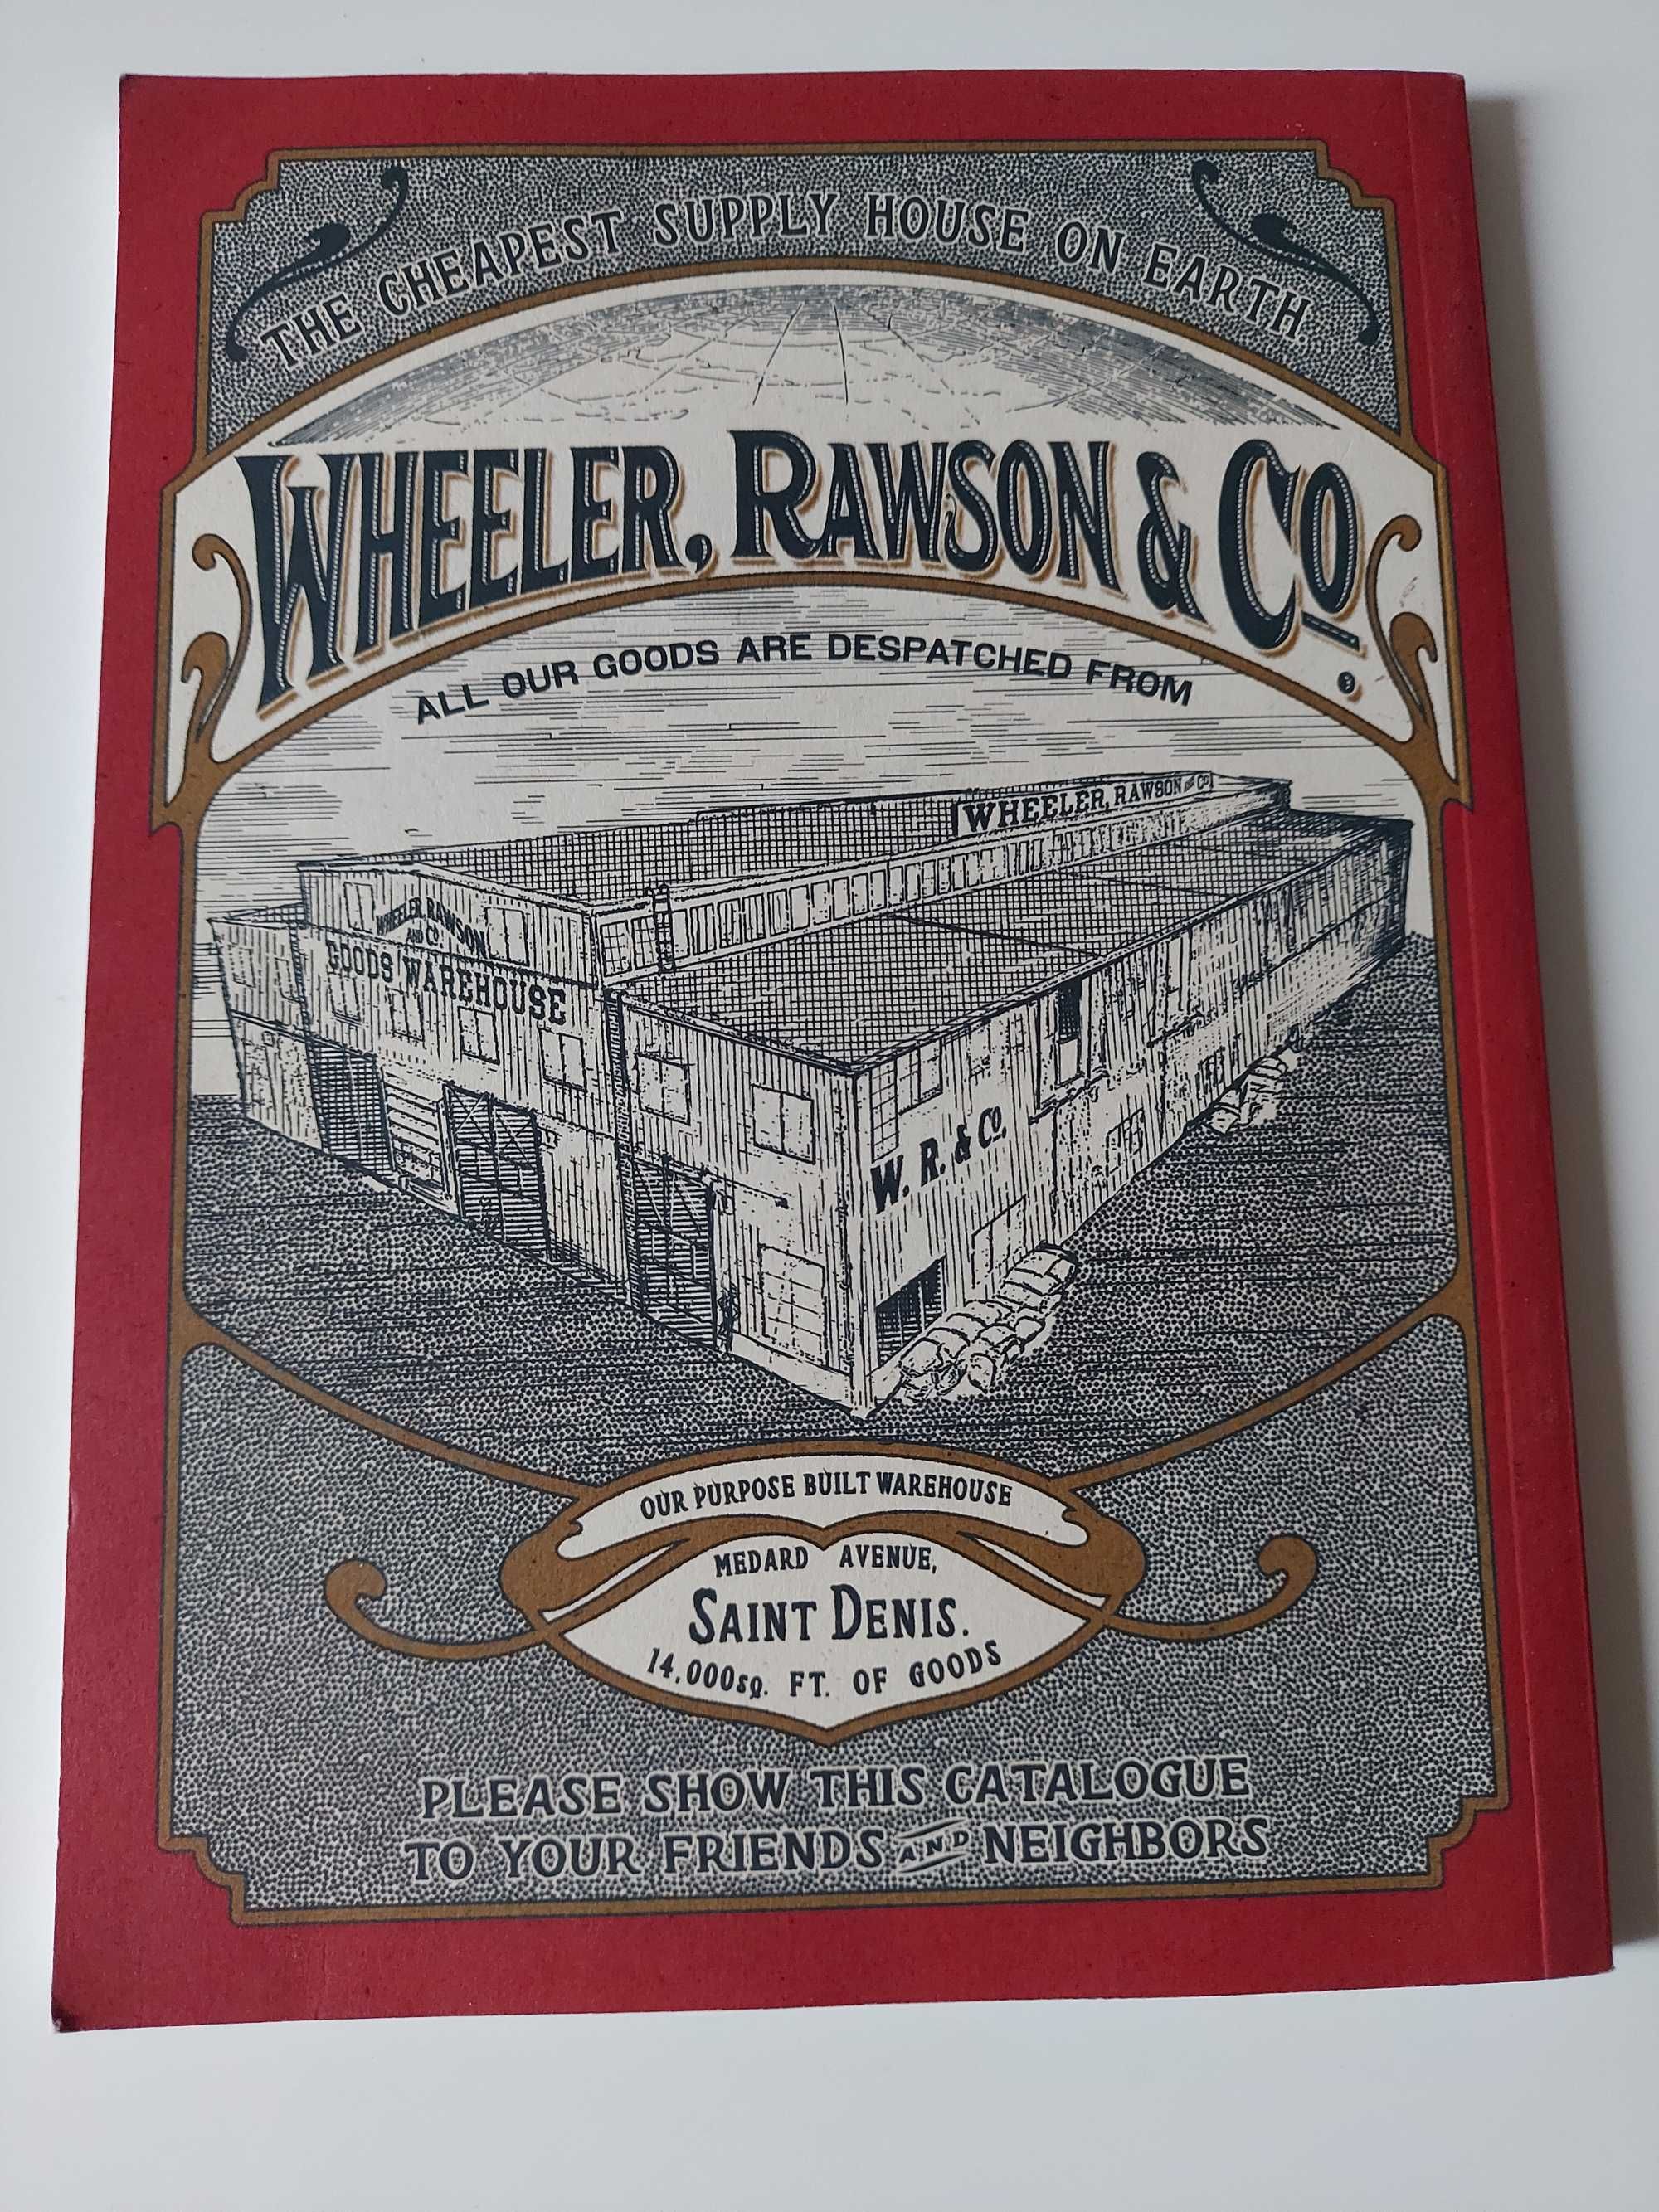 THE CHEAPEST SUPPLY HOUSE ON EARTH.
WHEELER, RAWSON & CO.
ALL OUR GOODS ARE DESPATCHED FROM
WHEELER, RAWSON AND CO.
WHEELER, RAWSON
AND CO.
GOODS WAREHOUSE
W. R. & CO.
OUR PURPOSE BUILT WAREHOUSE
MEDARD AVENUE,
SAINT DENIS.
14,000SQ. FT. OF GOODS
PLEASE SHOW THIS CATALOGUE
TO YOUR FRIENDS AND NEIGHBORS